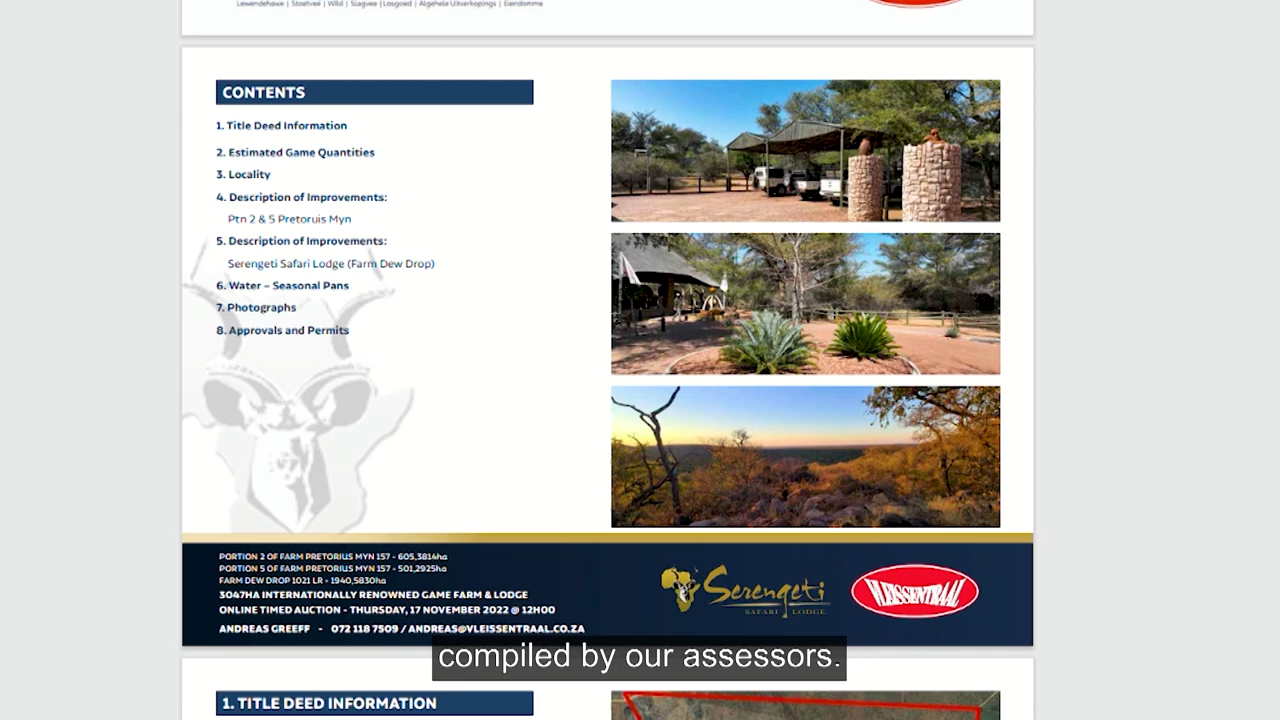 Lewendehawe | Stoetvee | Wild | Slagvee | Losgoed | Algehele Uitverkopings | Eiendomme
CONTENTS
1. Title Deed Information
2. Estimated Game Quantities
3. Locality
4. Description of Improvements:
Ptn 2 & 5 Pretoruis Myn
5. Description of Improvements:
Serengeti Safari Lodge (Farm Dew Drop)
6. Water – Seasonal Pans
7. Photographs
8. Approvals and Permits
PORTION 2 OF FARM PRETORIUS MYN 157 - 605,3814ha
PORTION 5 OF FARM PRETORIUS MYN 157 - 501,2925ha
FARM DEW DROP 1021 LR - 1940,5830ha
3047HA INTERNATIONALLY RENOWNED GAME FARM & LODGE
ONLINE TIMED AUCTION - THURSDAY, 17 NOVEMBER 2022 @ 12H00
ANDREAS GREEFF - 072 118 7509 / ANDREAS@VLEISSENTRAAL.CO.ZA
Serengeti
SAFARI LODGE
VLEISSENTRAAL
compiled by our assessors.
1. TITLE DEED INFORMATION